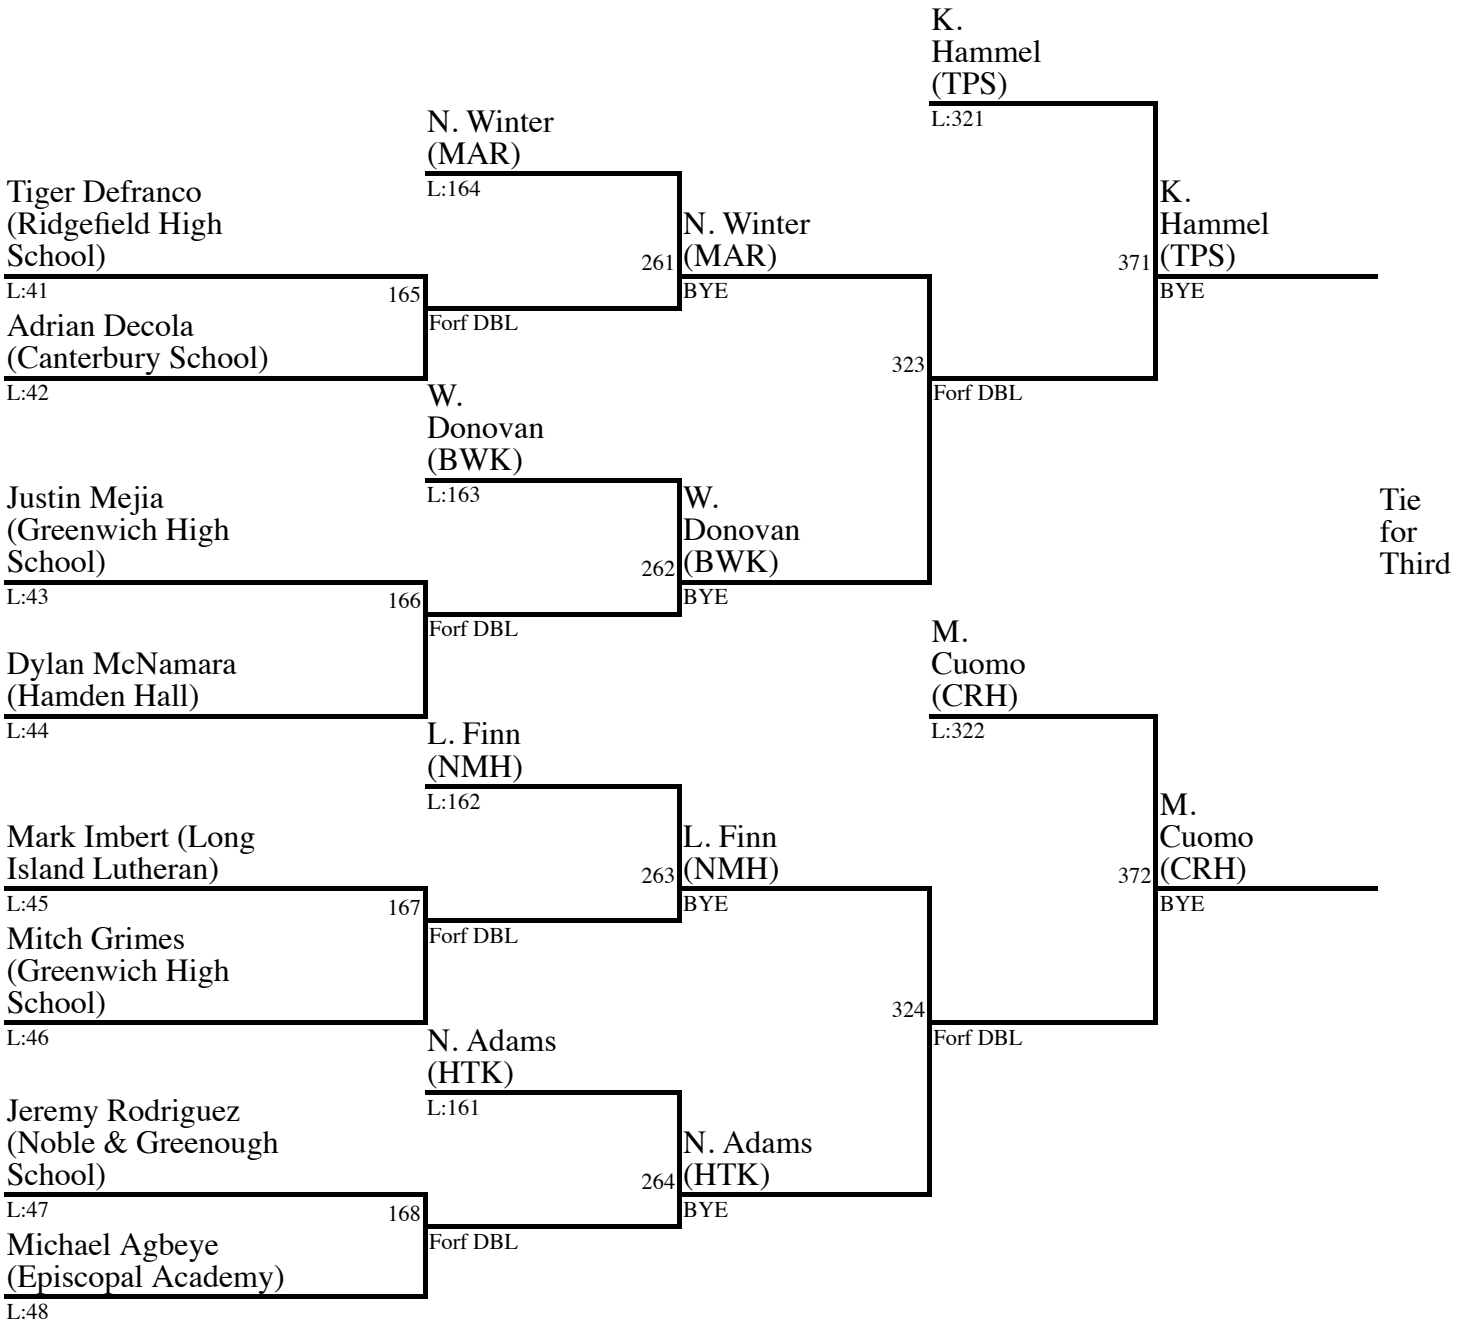 K.
Hammel
(TPS)
L:321
N. Winter
(MAR)
L:164
Tiger Defranco
(Ridgefield High
School)
L:41
165
Adrian Decola
(Canterbury School)
L:42
Forf DBL
261
N. Winter
(MAR)
BYE
371
K.
Hammel
(TPS)
BYE
323
Forf DBL
W.
Donovan
(BWK)
L:163
Justin Mejia
(Greenwich High
School)
L:43
166
Forf DBL
262
W.
Donovan
(BWK)
BYE
Tie
for
Third
Dylan McNamara
(Hamden Hall)
L:44
M.
Cuomo
(CRH)
L:322
L. Finn
(NMH)
L:162
Mark Imbert (Long
Island Lutheran)
L:45
167
Forf DBL
263
L. Finn
(NMH)
BYE
372
M.
Cuomo
(CRH)
BYE
Mitch Grimes
(Greenwich High
School)
L:46
324
Forf DBL
N. Adams
(HTK)
L:161
Jeremy Rodriguez
(Noble & Greenough
School)
L:47
168
Forf DBL
264
N. Adams
(HTK)
BYE
Michael Agbeye
(Episcopal Academy)
L:48